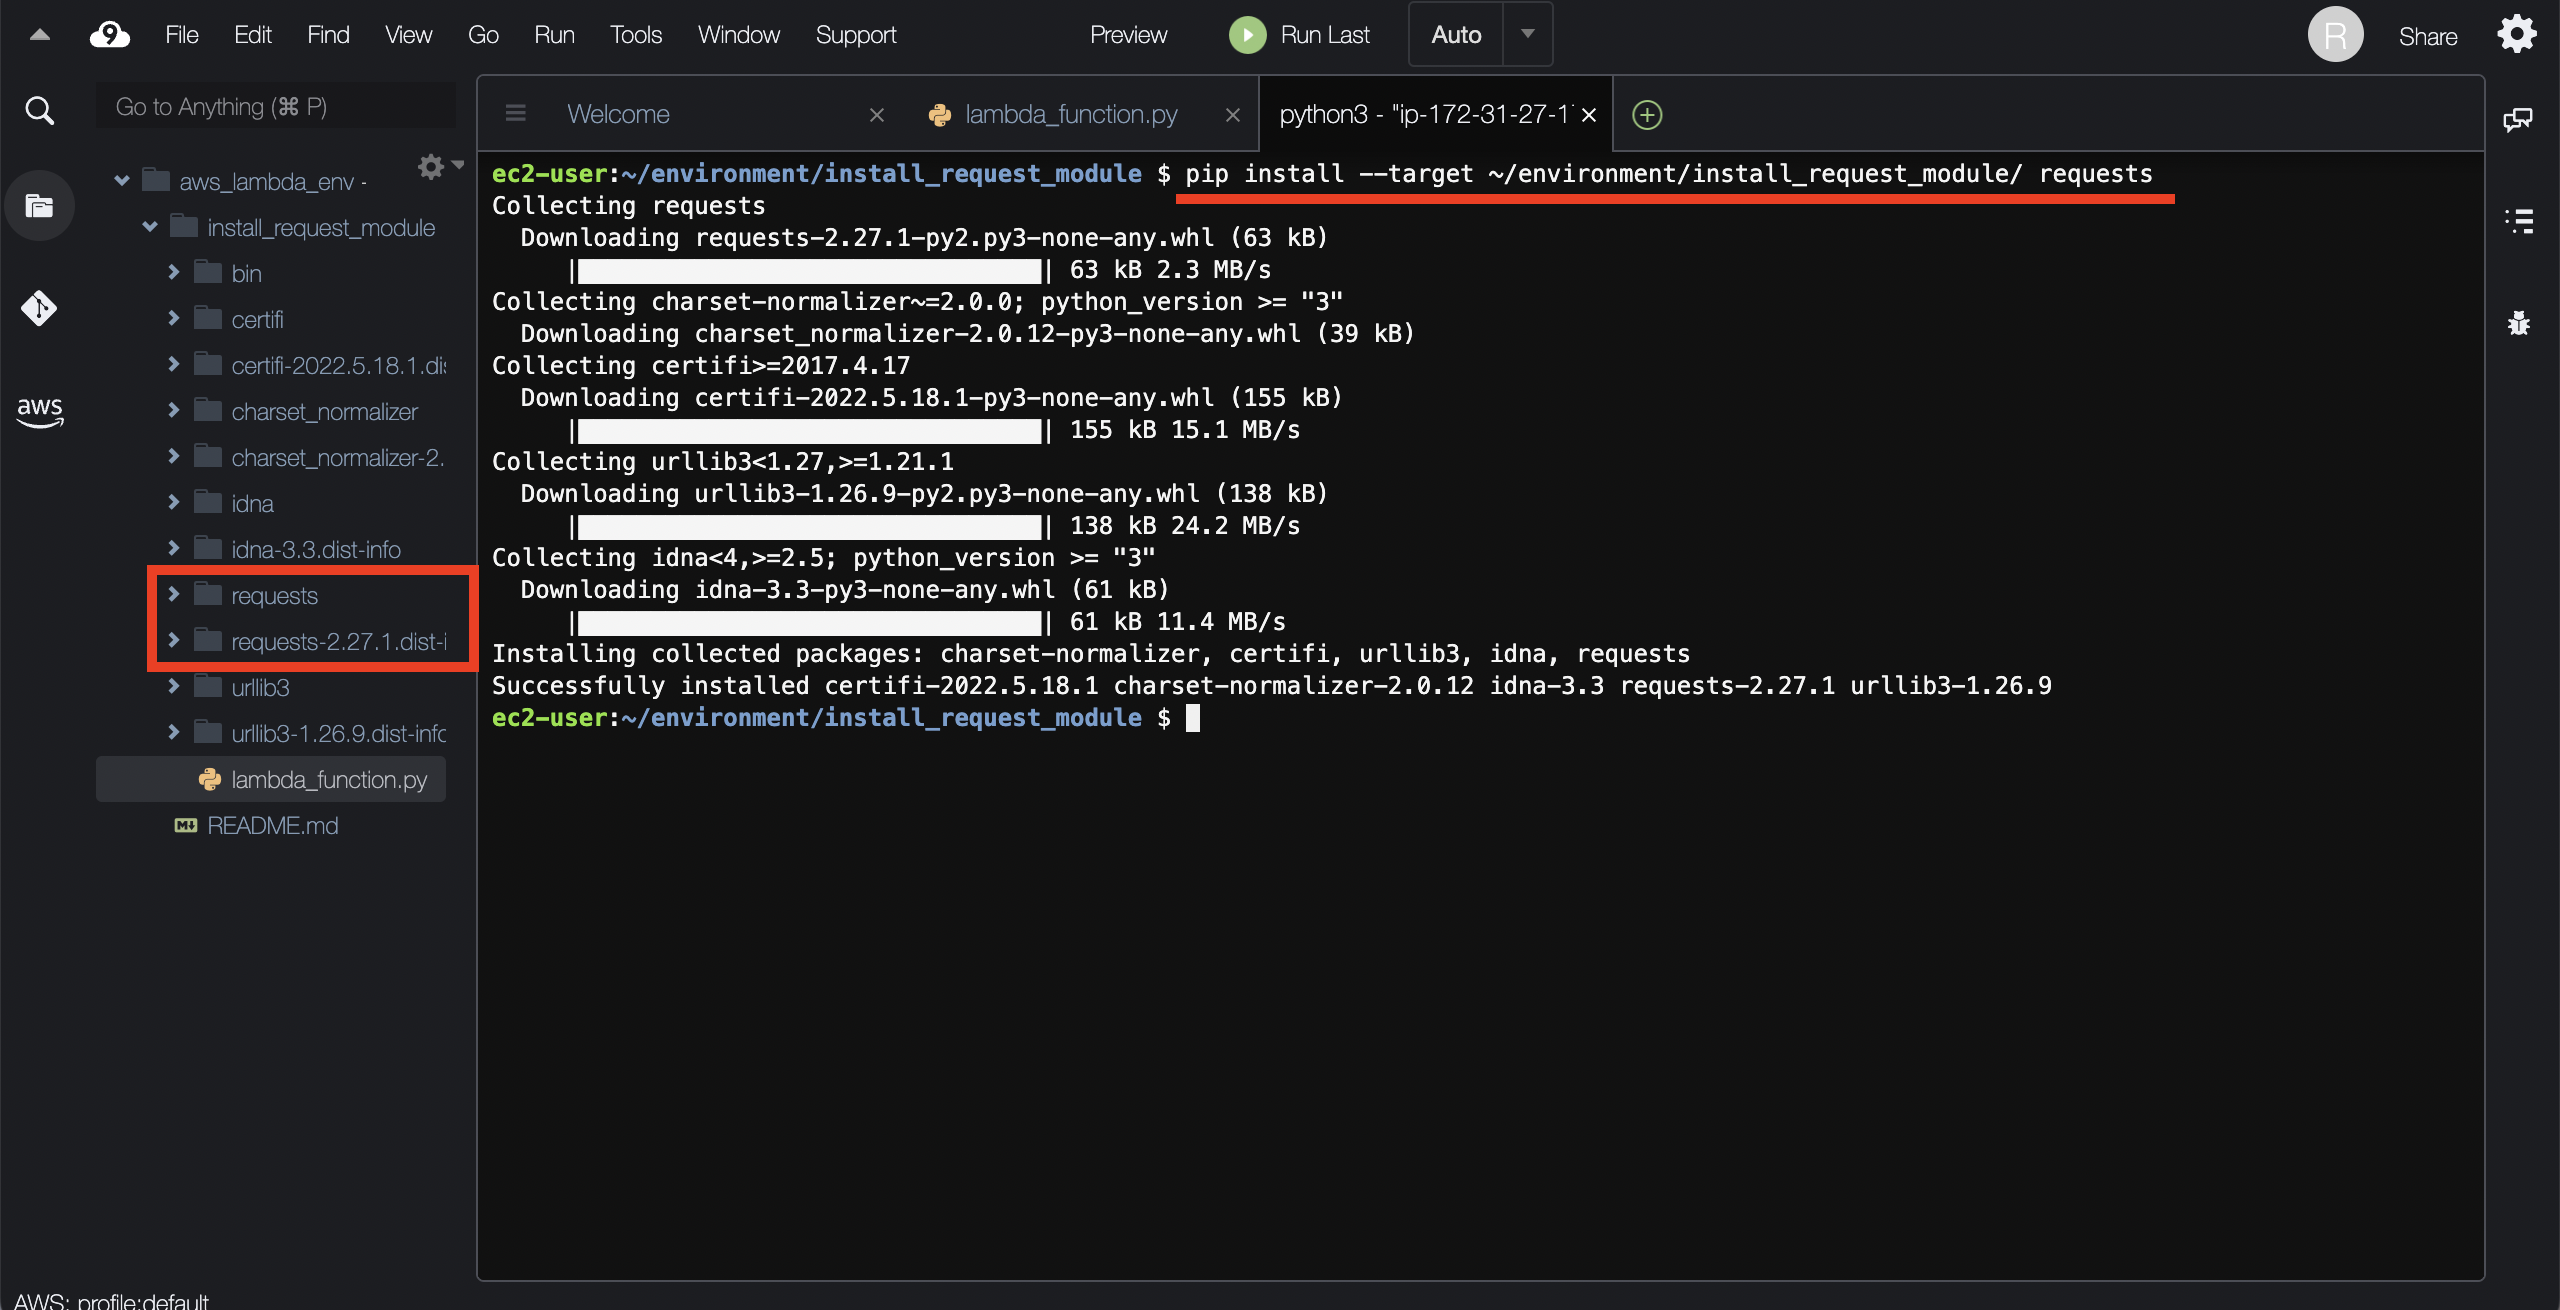 9 File Edit Find View Go Run Tools Window Support Preview Run Last Auto R Share
Go to Anything (⌘ P)
Welcome lambda_function.py python3 - "ip-172-31-27-1
aws_lambda_env -
install_request_module
bin
certifi
certifi-2022.5.18.1.dis
charset_normalizer
charset_normalizer-2.
idna
idna-3.3.dist-info
requests
requests-2.27.1.dist-i
urllib3
urllib3-1.26.9.dist-info
lambda_function.py
M README.md
aws
ec2-user:~/environment/install_request_module $ pip install --target ~/environment/install_request_module/ requests
Collecting requests
Downloading requests-2.27.1-py2.py3-none-any.whl (63 kB)
| | 63 kB 2.3 MB/s
Collecting charset-normalizer~=2.0.0; python_version >= "3"
Downloading charset_normalizer-2.0.12-py3-none-any.whl (39 kB)
Collecting certifi>=2017.4.17
Downloading certifi-2022.5.18.1-py3-none-any.whl (155 kB)
| | 155 kB 15.1 MB/s
Collecting urllib3<1.27,>=1.21.1
Downloading urllib3-1.26.9-py2.py3-none-any.whl (138 kB)
| | 138 kB 24.2 MB/s
Collecting idna<4,>=2.5; python_version >= "3"
Downloading idna-3.3-py3-none-any.whl (61 kB)
| | 61 kB 11.4 MB/s
Installing collected packages: charset-normalizer, certifi, urllib3, idna, requests
Successfully installed certifi-2022.5.18.1 charset-normalizer-2.0.12 idna-3.3 requests-2.27.1 urllib3-1.26.9
ec2-user:~/environment/install_request_module $
AWS: profile:default